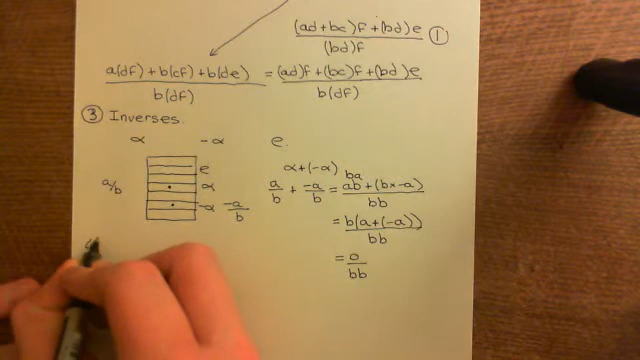 (ad+bc)f+(bd)e / (bd)f ①
a(df)+b(cf)+b(de) / b(df) = (ad)f+(bc)f+(bd)e / b(df)
③ Inverses.
α -α e.
α+(-α)
a/b e a/b + -a/b = ab+(bx-a) / bb
ba
α
-α -a/b = b(a+(-a)) / bb
= 0 / bb